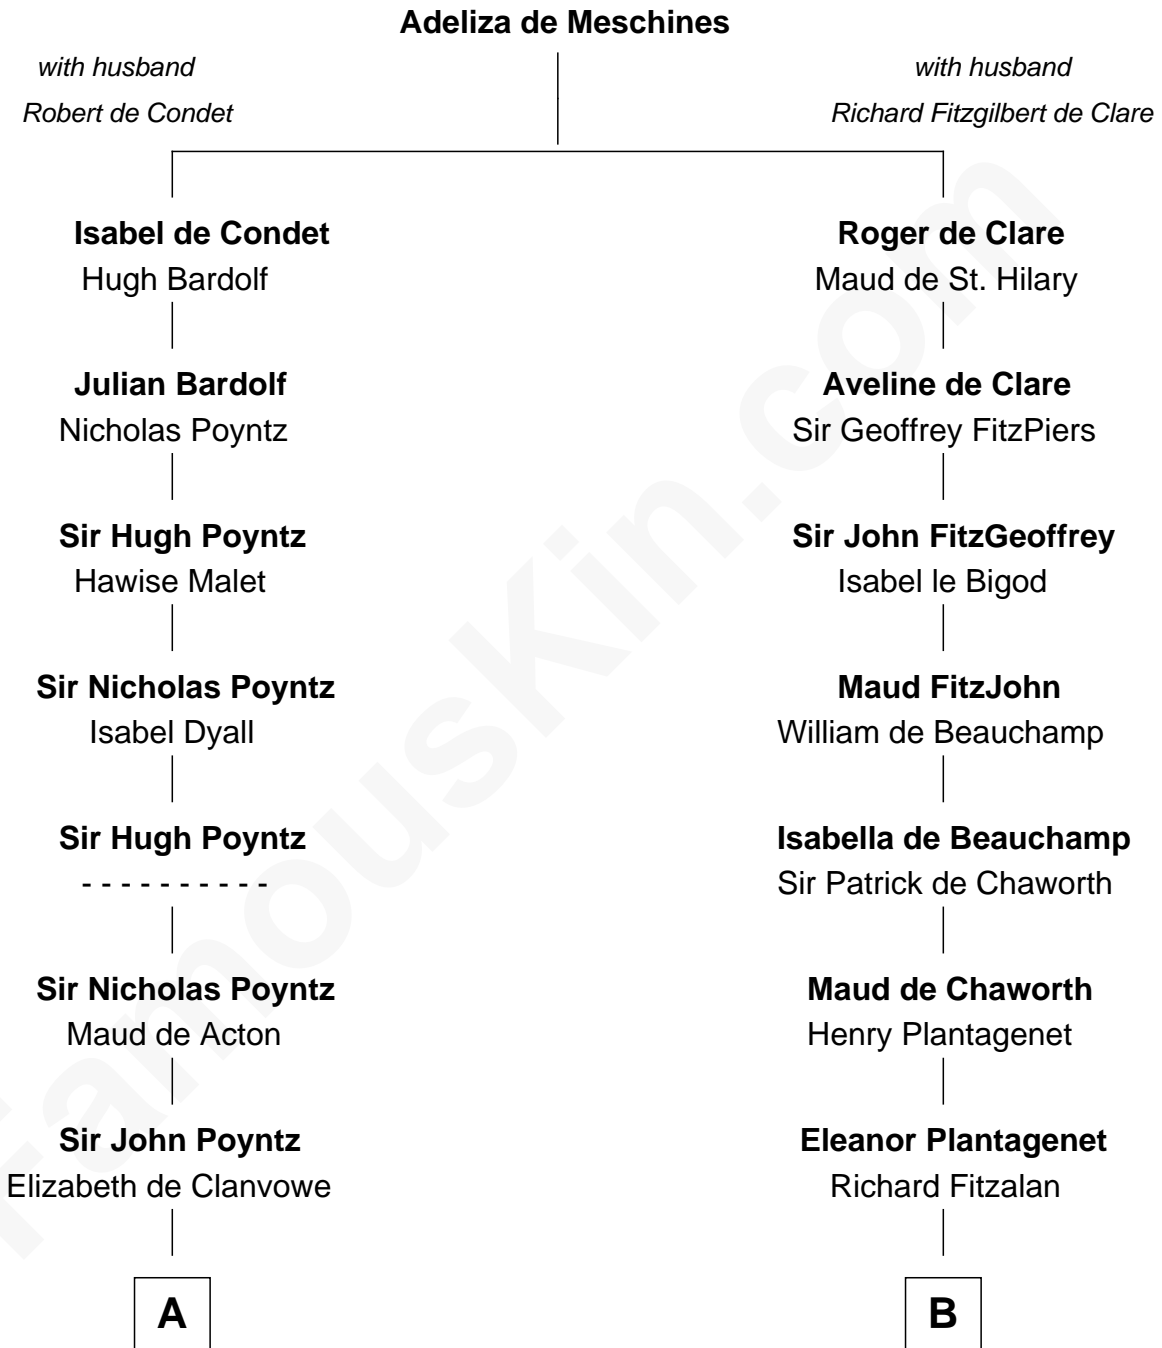 Adeliza de Meschines
with husband
Robert de Condet
with husband
Richard Fitzgilbert de Clare
Isabel de Condet
Hugh Bardolf
Roger de Clare
Maud de St. Hilary
Julian Bardolf
Nicholas Poyntz
Aveline de Clare
Sir Geoffrey FitzPiers
Sir Hugh Poyntz
Hawise Malet
Sir John FitzGeoffrey
Isabel le Bigod
Sir Nicholas Poyntz
Isabel Dyall
Maud FitzJohn
William de Beauchamp
Sir Hugh Poyntz
- - - - - - - - - -
Isabella de Beauchamp
Sir Patrick de Chaworth
Sir Nicholas Poyntz
Maud de Acton
Maud de Chaworth
Henry Plantagenet
Sir John Poyntz
Elizabeth de Clanvowe
Eleanor Plantagenet
Richard Fitzalan
A
B
FamousKin.com